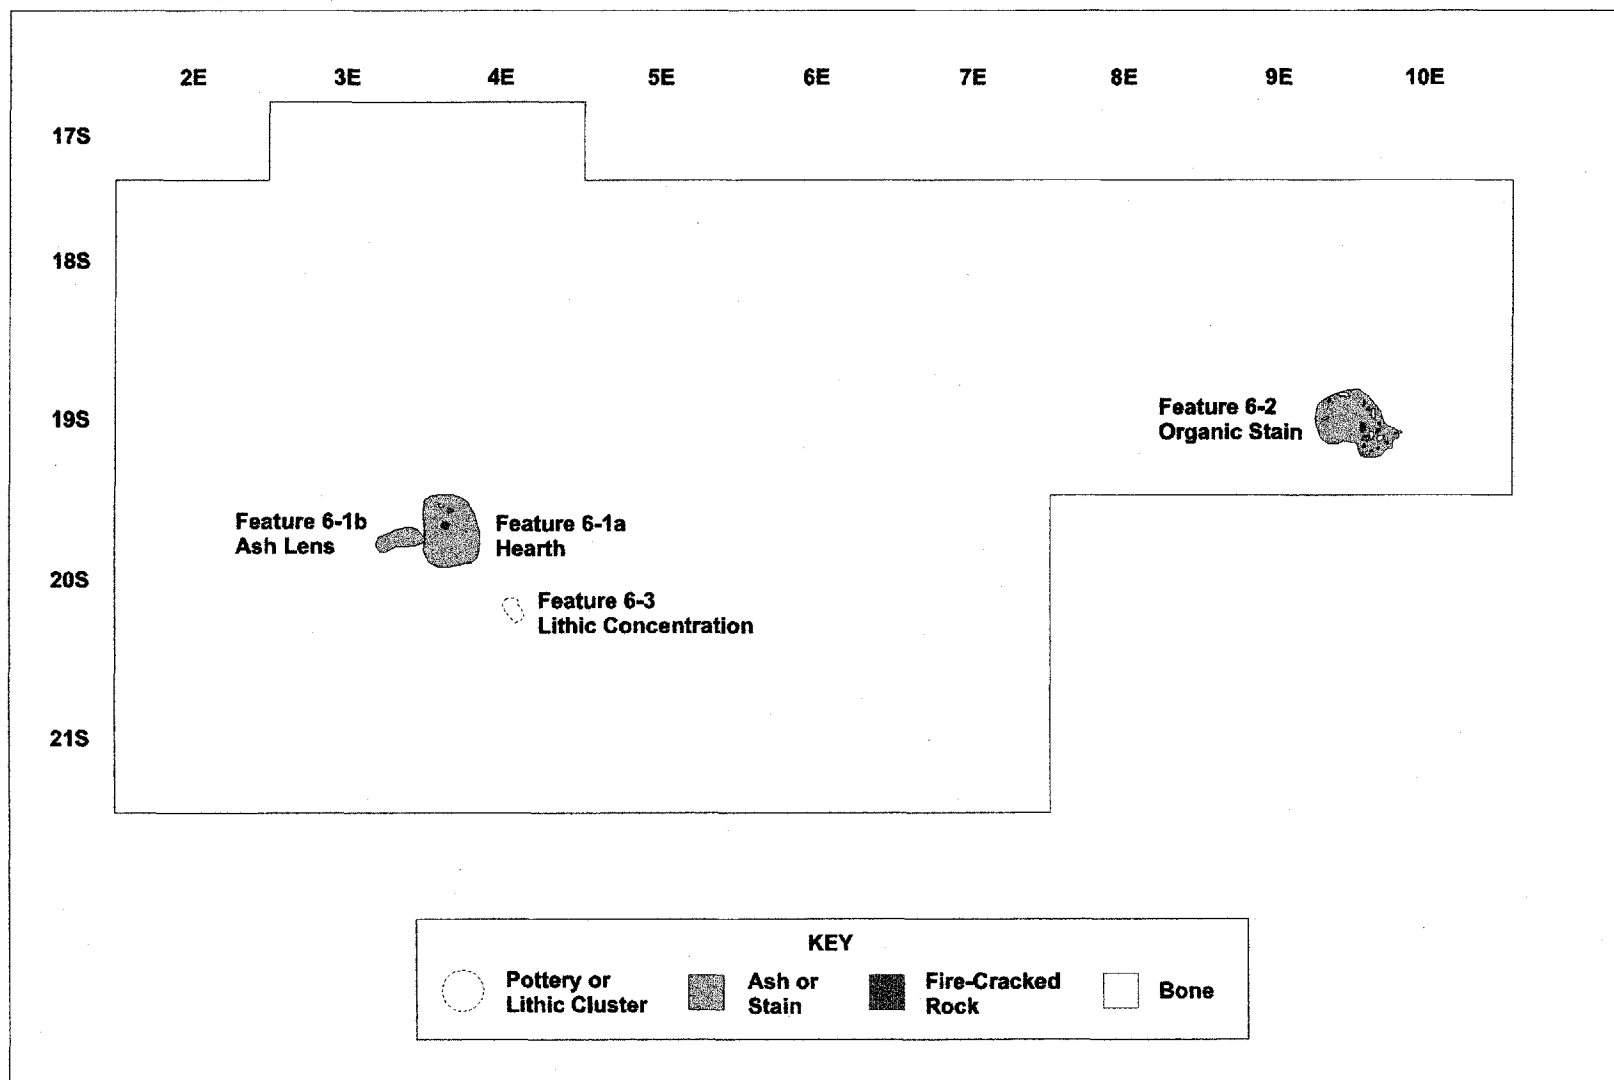 2E 3E 4E 5E 6E 7E 8E 9E 10E
17S
18S
19S
Feature 6-2
Organic Stain
Feature 6-1b
Ash Lens
Feature 6-1a
Hearth
20S
Feature 6-3
Lithic Concentration
21S
KEY
Pottery or
Lithic Cluster
Ash or
Stain
Fire-Cracked
Rock
Bone